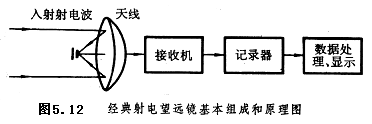 入射射电波
天线
接收机
记录器
数据处
理、显示
图5.12 经典射电望远镜基本组成和原理图